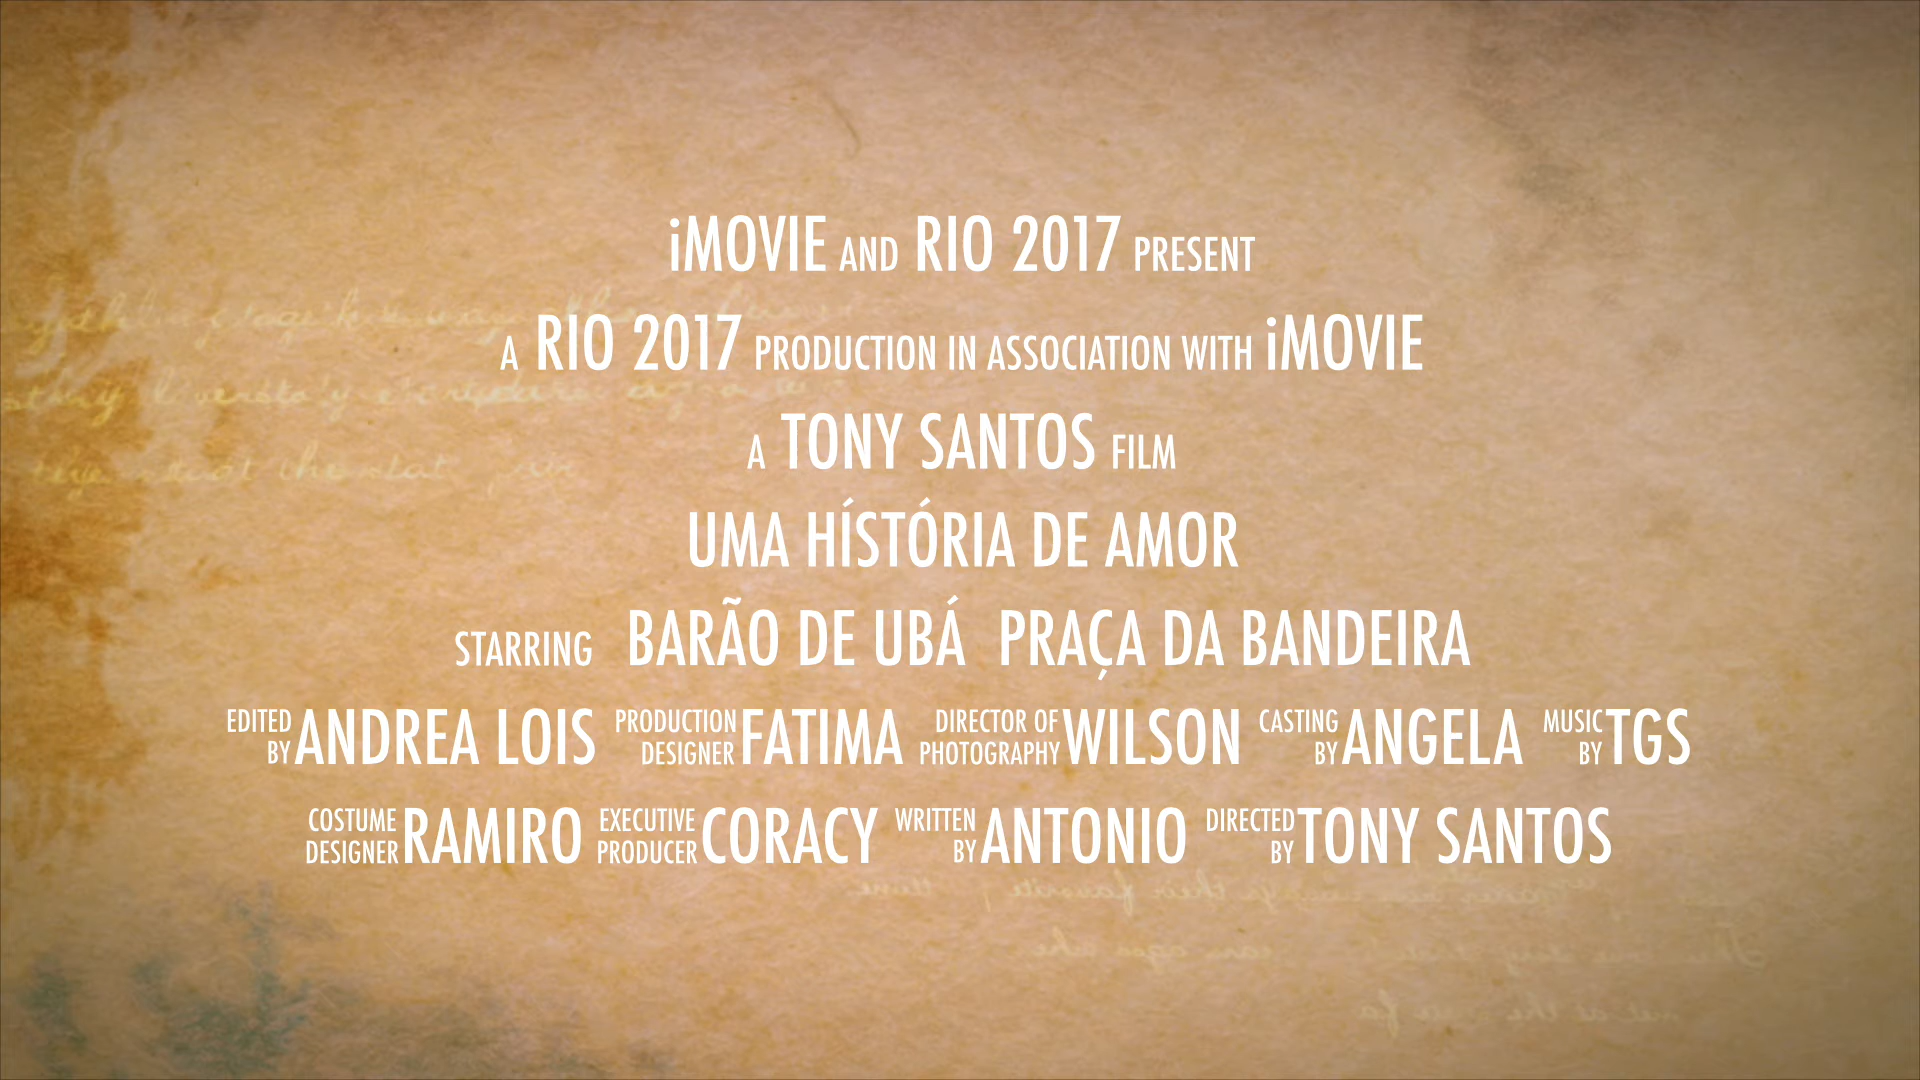 iMOVIE AND RIO 2017 PRESENT
A RIO 2017 PRODUCTION IN ASSOCIATION WITH iMOVIE
A TONY SANTOS FILM
UMA HÍSTÓRIA DE AMOR
STARRING BARÃO DE UBÁ PRAÇA DA BANDEIRA
EDITED BY ANDREA LOIS PRODUCTION DESIGNER FATIMA DIRECTOR OF PHOTOGRAPHY WILSON CASTING BY ANGELA MUSIC BY TGS
COSTUME DESIGNER RAMIRO EXECUTIVE PRODUCER CORACY WRITTEN BY ANTONIO DIRECTED BY TONY SANTOS